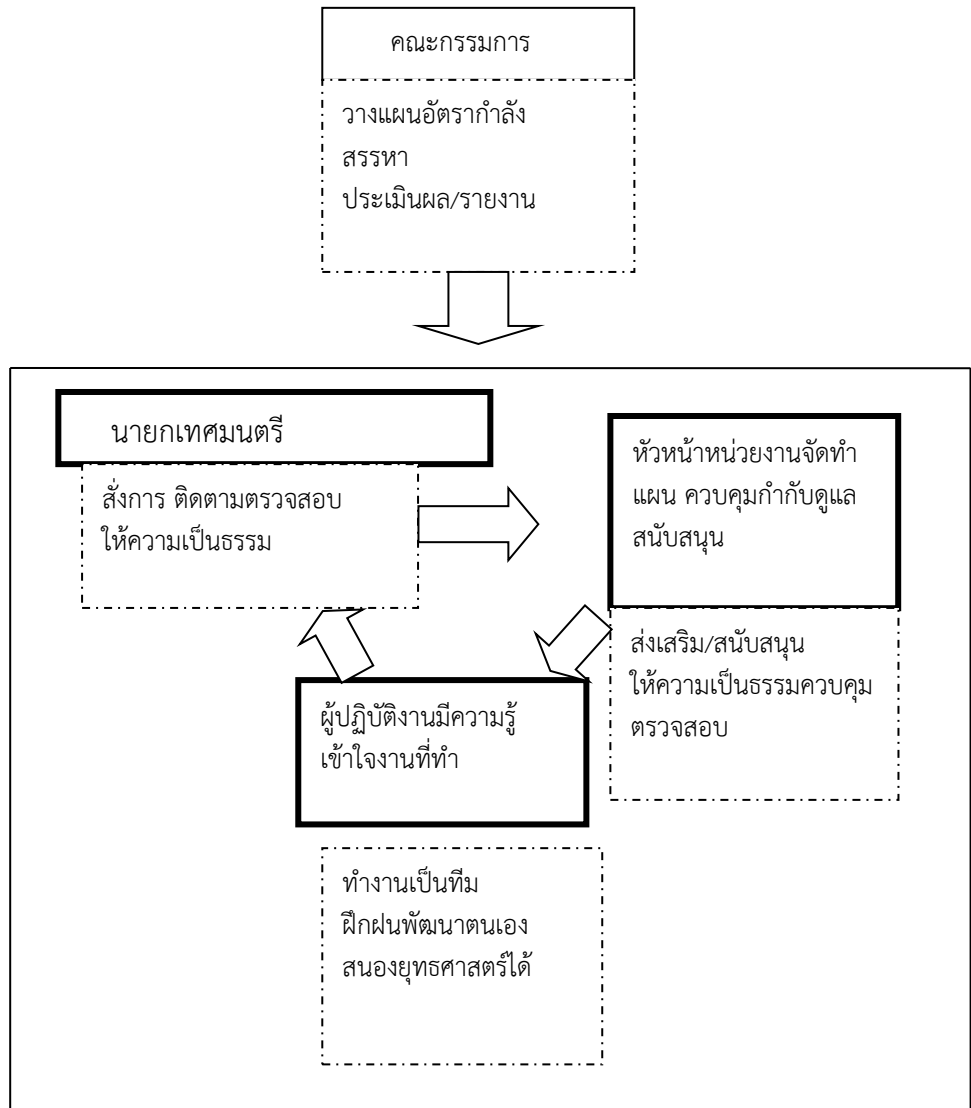 คณะกรรมการ
วางแผนอัตรากำลัง
สรรหา
ประเมินผล/รายงาน
นายกเทศมนตรี
สั่งการ ติดตามตรวจสอบ
ให้ความเป็นธรรม
หัวหน้าหน่วยงานจัดทำ
แผน ควบคุมกำกับดูแล
สนับสนุน
ส่งเสริม/สนับสนุน
ให้ความเป็นธรรมควบคุม
ตรวจสอบ
ผู้ปฏิบัติงานมีความรู้
เข้าใจงานที่ทำ
ทำงานเป็นทีม
ฝึกฝนพัฒนาตนเอง
สนองยุทธศาสตร์ได้